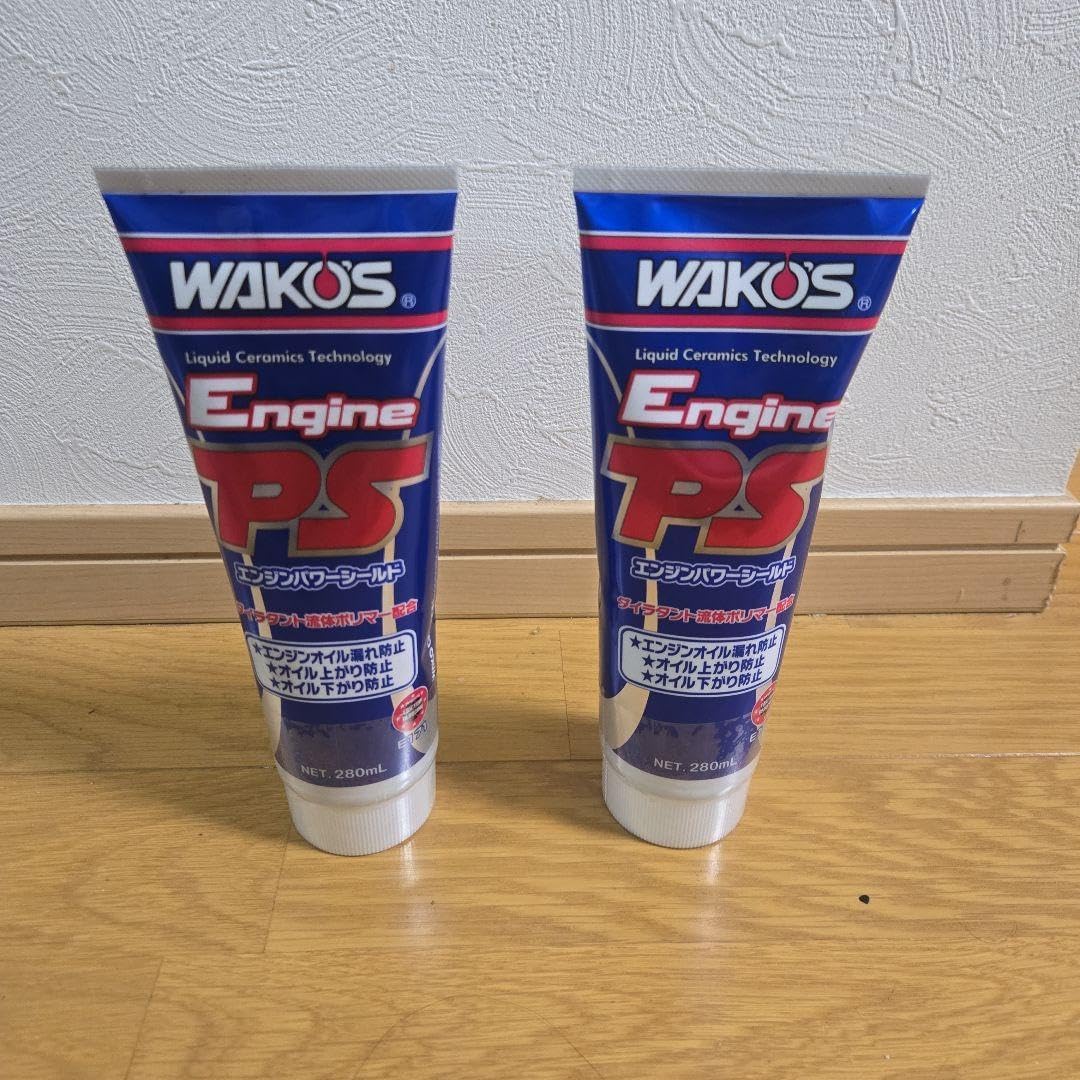 WAKO'S®
Liquid Ceramics Technology
Engine
PS
エンジンパワーシールド
ダイラタント流体ポリマー配合
★エンジンオイル漏れ防止
★オイル上がり防止
★オイル下がり防止
E170
NET. 280mL
WAKO'S®
Liquid Ceramics Technology
Engine
PS
エンジンパワーシールド
ダイラタント流体ポリマー配合
★エンジンオイル漏れ防止
★オイル上がり防止
★オイル下がり防止
NET. 280mL